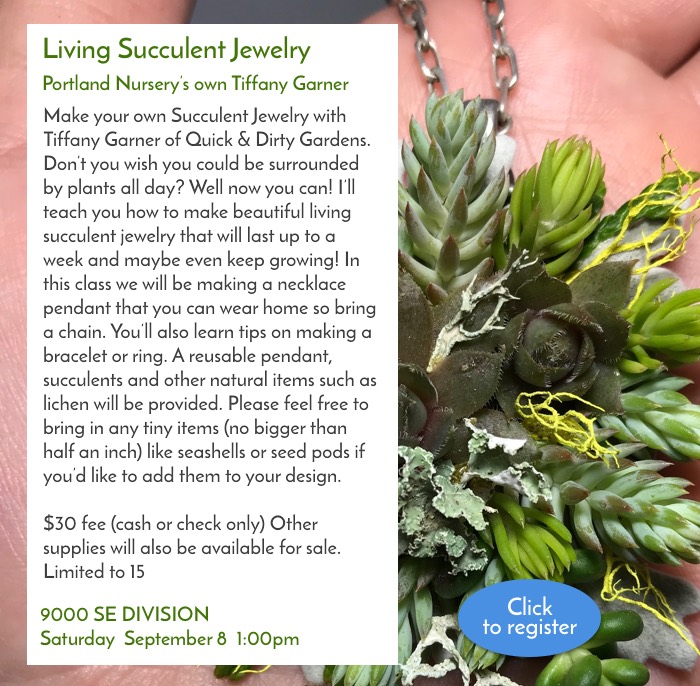 Living Succulent Jewelry
Portland Nursery's own Tiffany Garner
Make your own Succulent Jewelry with
Tiffany Garner of Quick & Dirty Gardens.
Don't you wish you could be surrounded
by plants all day? Well now you can! I'll
teach you how to make beautiful living
succulent jewelry that will last up to a
week and maybe even keep growing! In
this class we will be making a necklace
pendant that you can wear home so bring
a chain. You'll also learn tips on making a
bracelet or ring. A reusable pendant,
succulents and other natural items such as
lichen will be provided. Please feel free to
bring in any tiny items (no bigger than
half an inch) like seashells or seed pods if
you'd like to add them to your design.
$30 fee (cash or check only) Other
supplies will also be available for sale.
Limited to 15
9000 SE DIVISION
Saturday September 8 1:00pm
Click
to register